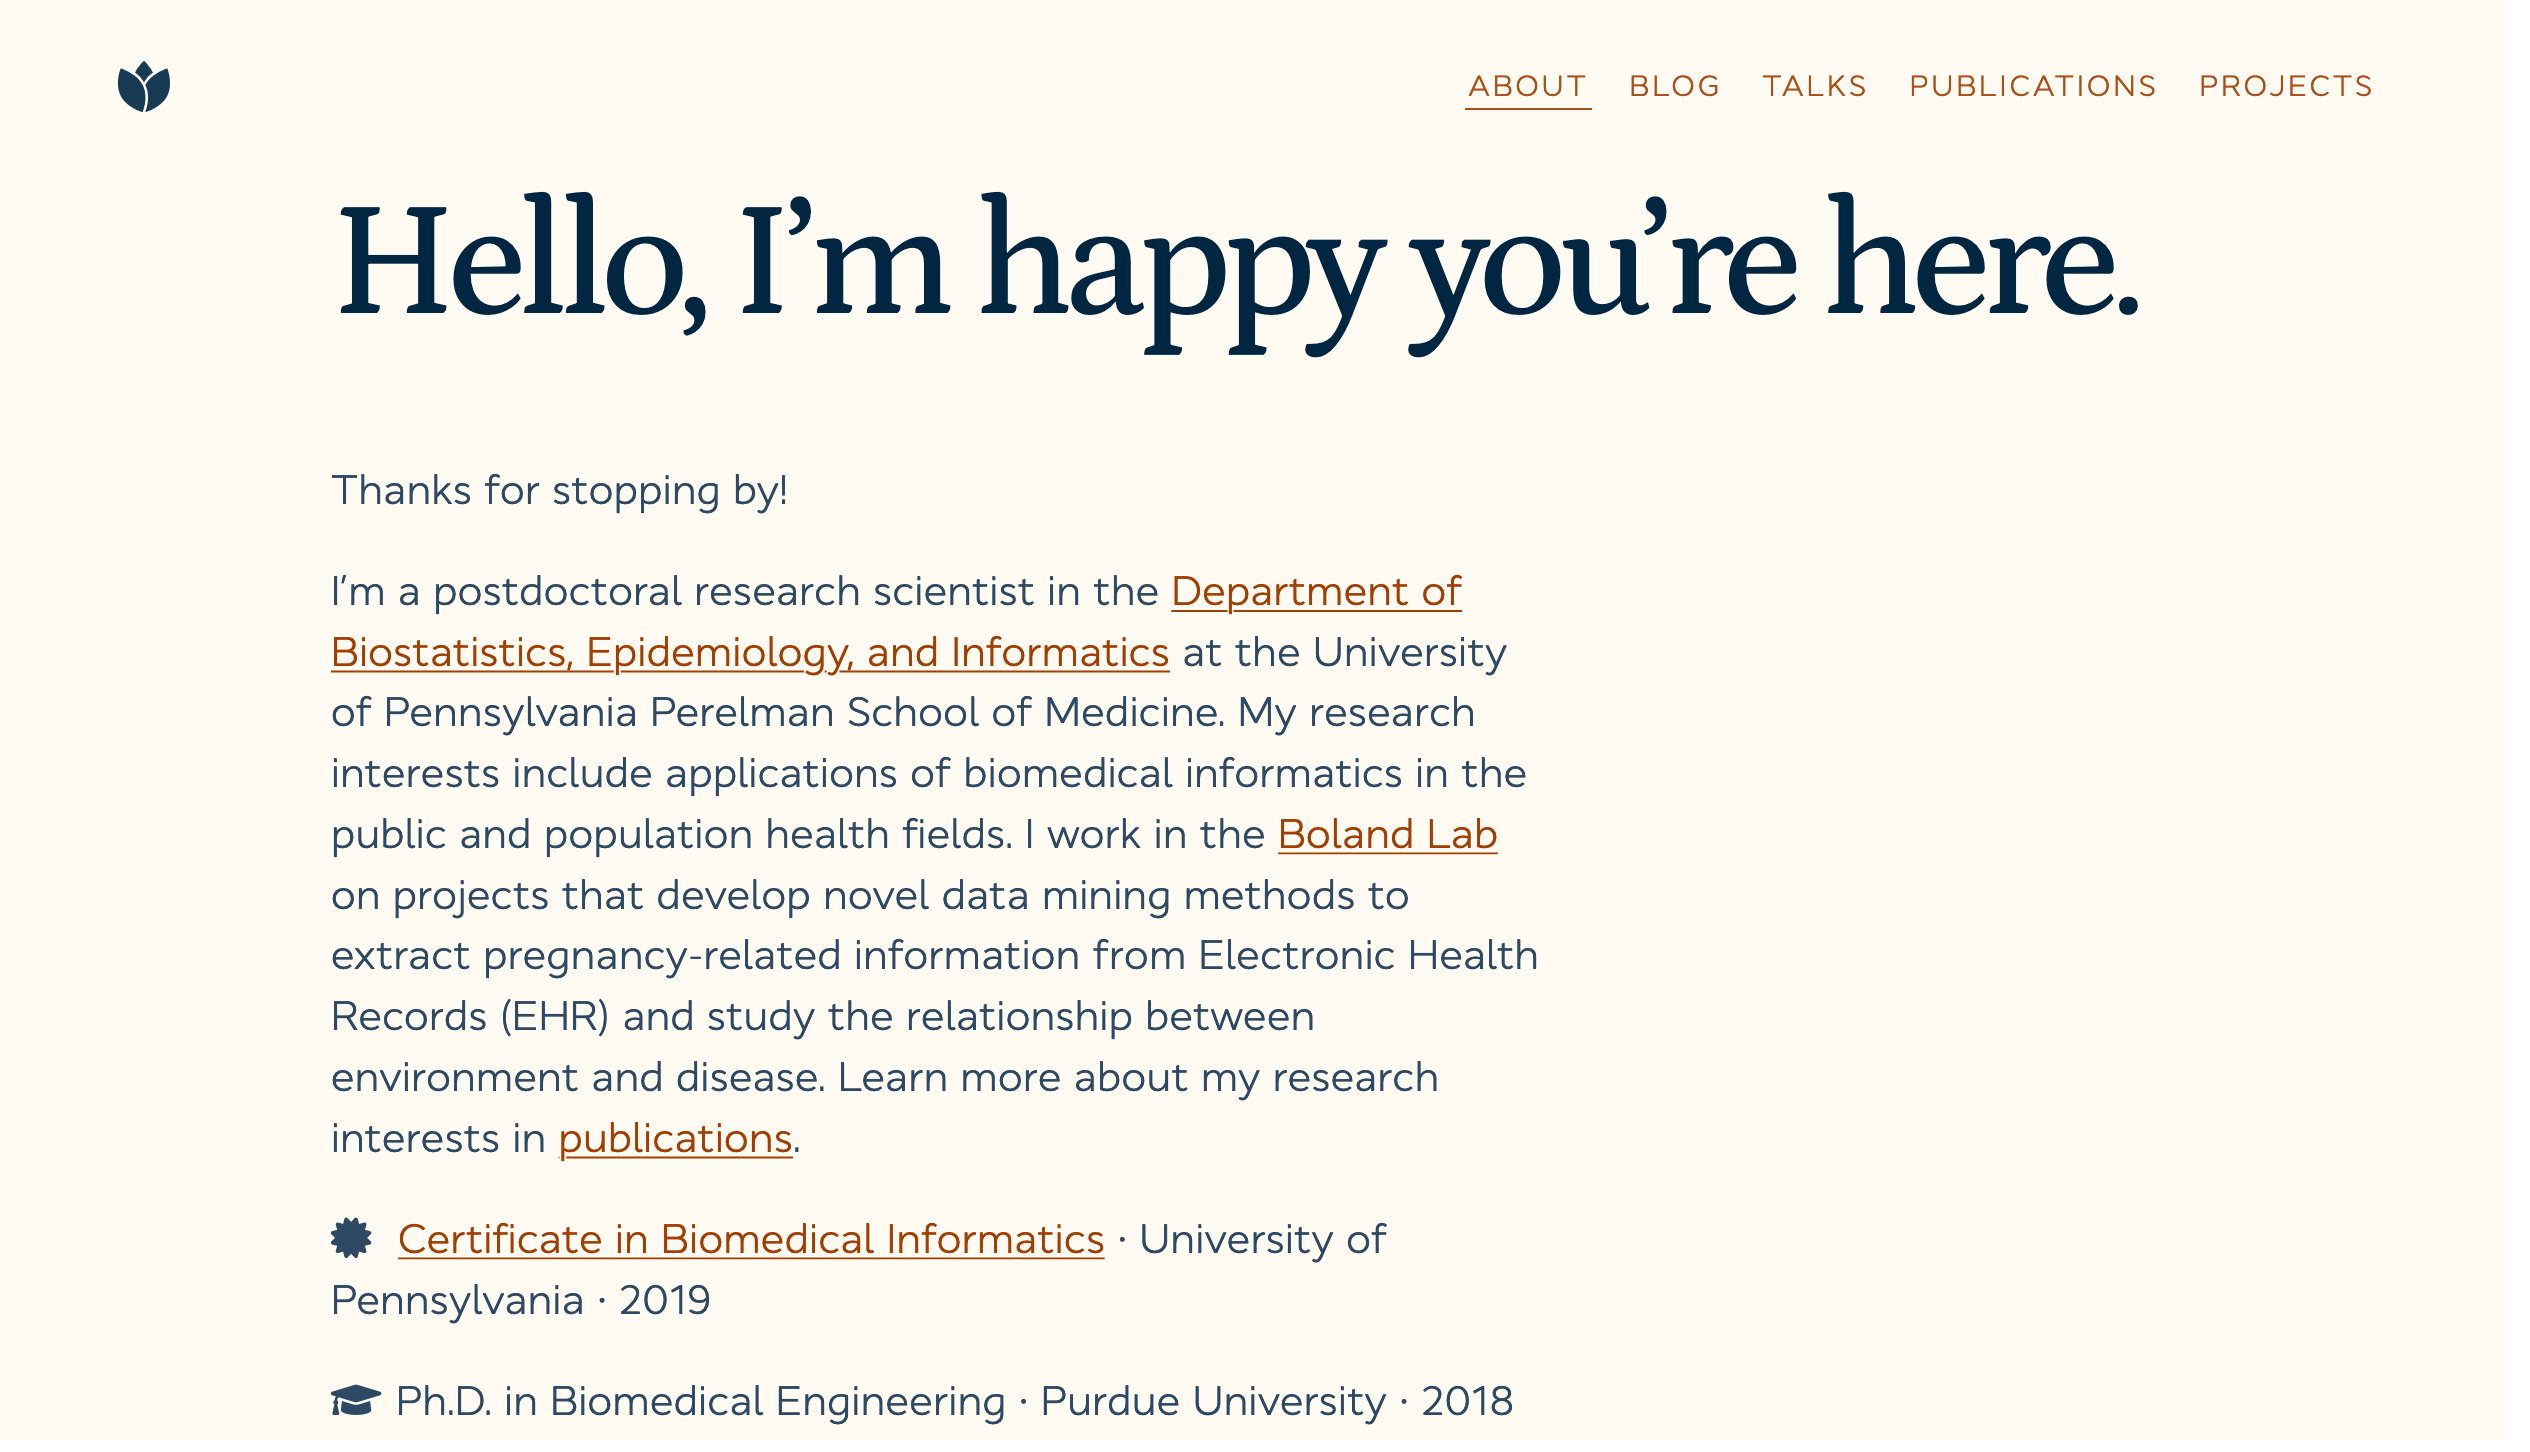 ABOUT BLOG TALKS PUBLICATIONS PROJECTS
Hello, I’m happy you’re here.
Thanks for stopping by!
I’m a postdoctoral research scientist in the Department of
Biostatistics, Epidemiology, and Informatics at the University
of Pennsylvania Perelman School of Medicine. My research
interests include applications of biomedical informatics in the
public and population health fields. I work in the Boland Lab
on projects that develop novel data mining methods to
extract pregnancy-related information from Electronic Health
Records (EHR) and study the relationship between
environment and disease. Learn more about my research
interests in publications.
Certificate in Biomedical Informatics · University of
Pennsylvania · 2019
Ph.D. in Biomedical Engineering · Purdue University · 2018